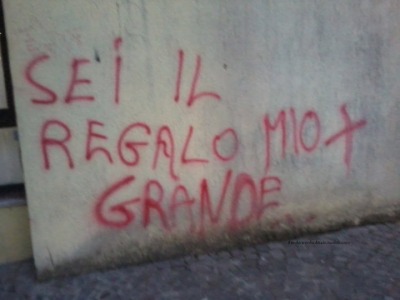 SEi IL
REGALO MIO +
GRANDE...